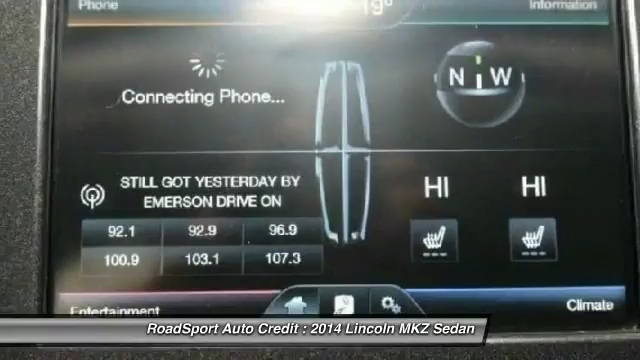 Phone
19°
Information
Connecting Phone...
N W
STILL GOT YESTERDAY BY
EMERSON DRIVE ON
HI HI
92.1 92.9 96.9
100.9 103.1 107.3
Entertainment
Climate
RoadSport Auto Credit : 2014 Lincoln MKZ Sedan